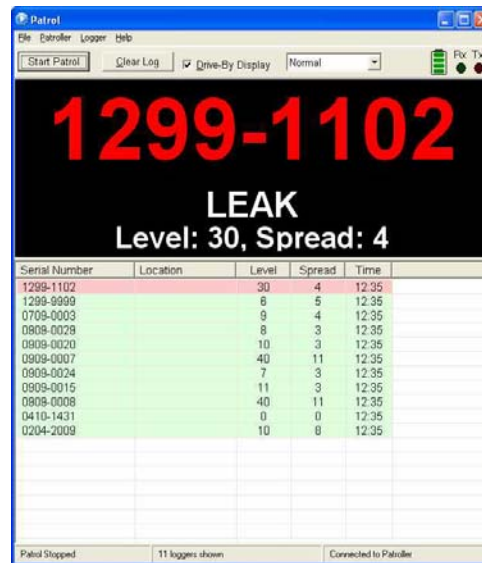 Patrol
File Patroller Logger Help
Start Patrol Clear Log Drive-By Display Normal Rx Tx
1299-1102
LEAK
Level: 30, Spread: 4
Serial Number Location Level Spread Time
1299-1102 30 4 12:35
1299-9999 6 5 12:35
0709-0003 9 4 12:35
0909-0029 8 3 12:35
0909-0020 10 3 12:35
0909-0007 40 11 12:35
0909-0024 7 3 12:35
0909-0015 11 3 12:35
0909-0008 40 11 12:35
0410-1431 0 0 12:35
0204-2009 10 8 12:35
Patrol Stopped 11 loggers shown Connected to Patroller